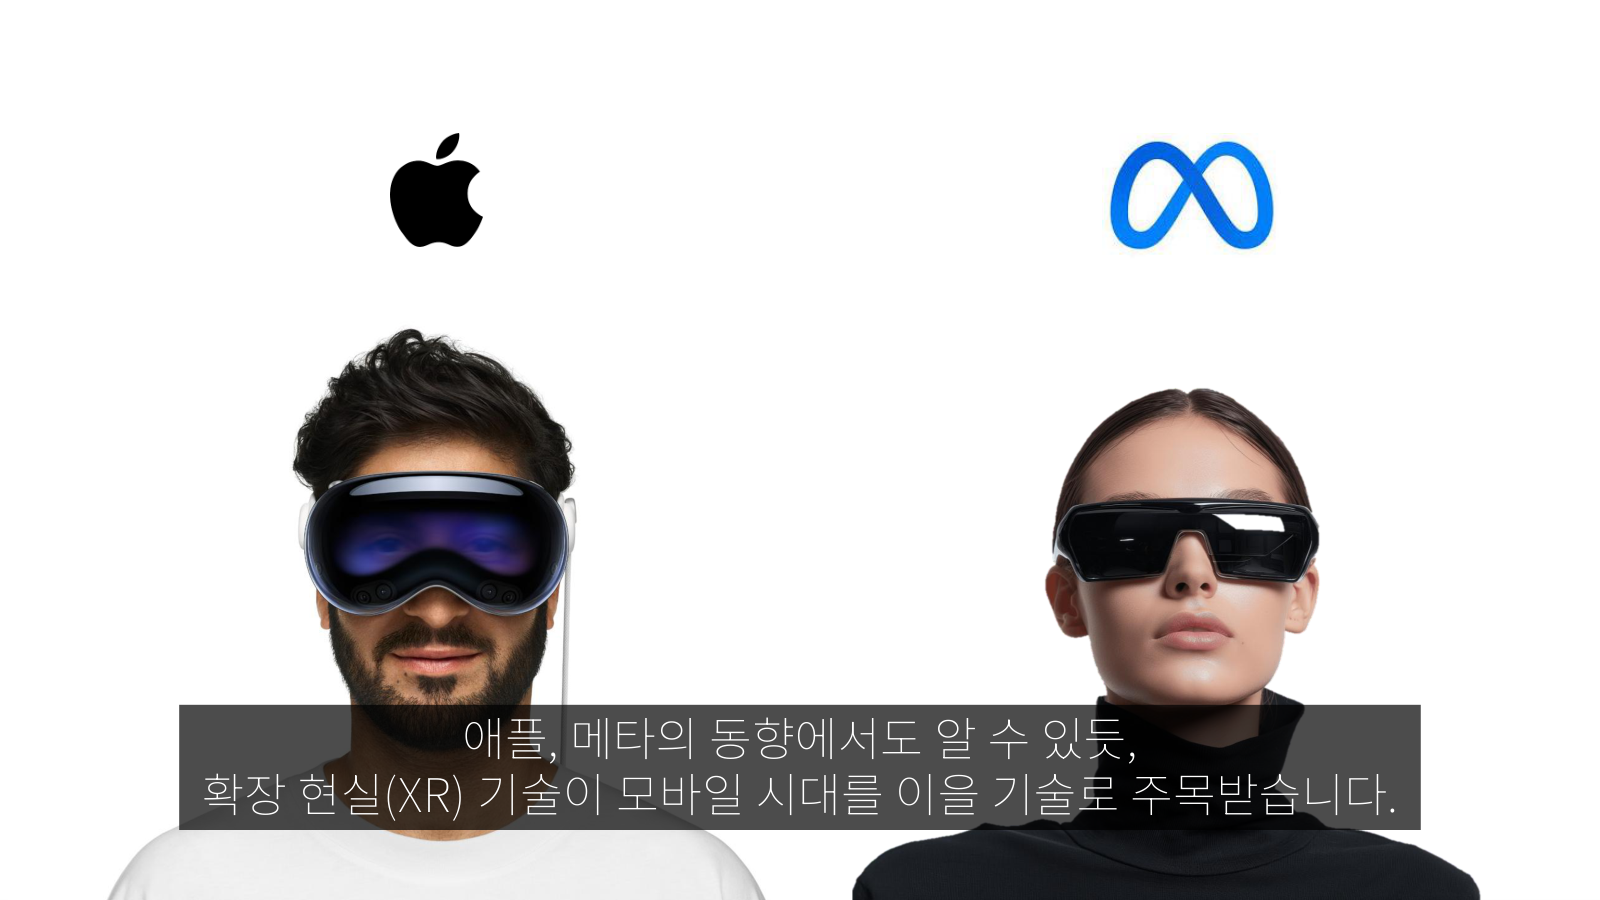 애플, 메타의 동향에서도 알 수 있듯,
확장 현실(XR) 기술이 모바일 시대를 이을 기술로 주목받습니다.